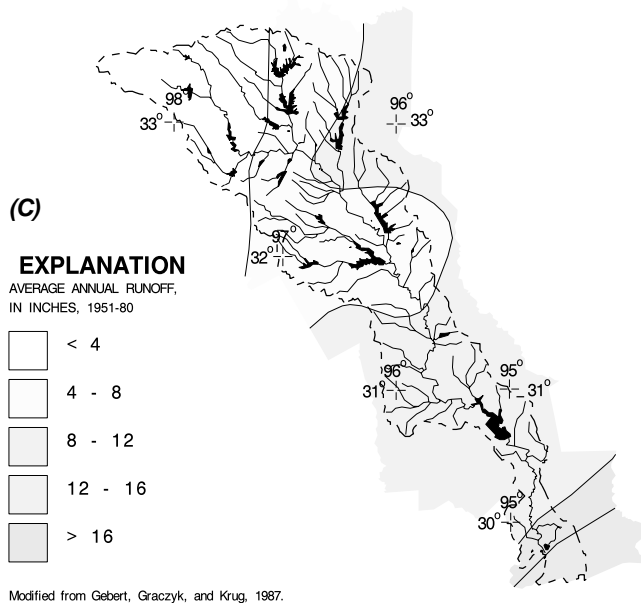 98°
33°
96°
33°
(C)
97°
32°
EXPLANATION
AVERAGE ANNUAL RUNOFF,
IN INCHES, 1951-80
< 4
4 - 8
8 - 12
12 - 16
> 16
96°
31°
95°
31°
95°
30°
Modified from Gebert, Graczyk, and Krug, 1987.